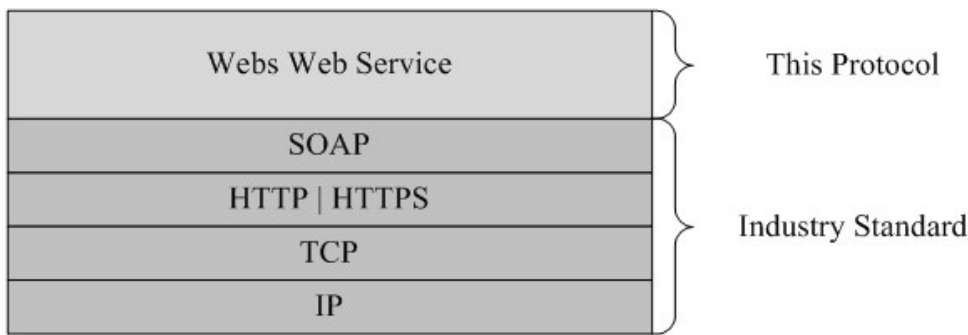 Webs Web Service
This Protocol
SOAP
HTTP | HTTPS
Industry Standard
TCP
IP